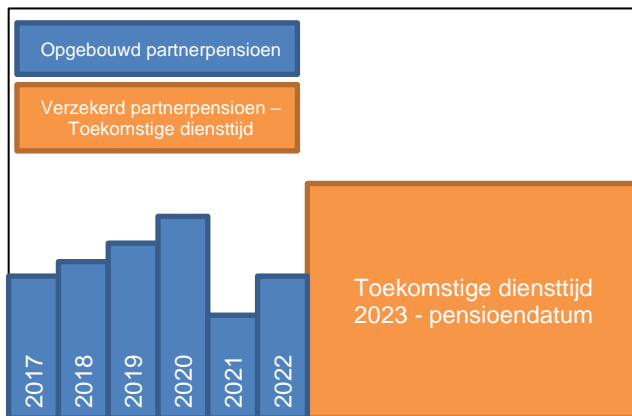 Opgebouwd partnerpensioen
Verzekerd partnerpensioen –
Toekomstige diensttijd
2017
2018
2019
2020
2021
2022
Toekomstige diensttijd
2023 - pensioendatum